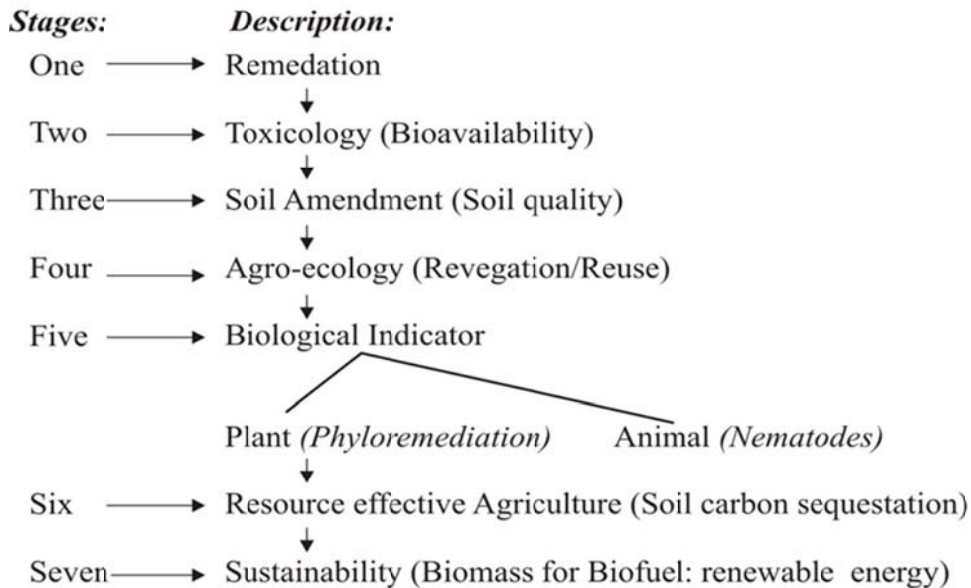 Stages: Description:
One Remedation
Two Toxicology (Bioavailability)
Three Soil Amendment (Soil quality)
Four Agro-ecology (Revegation/Reuse)
Five Biological Indicator
Plant (Phyloremediation) Animal (Nematodes)
Six Resource effective Agriculture (Soil carbon sequestation)
Seven Sustainability (Biomass for Biofuel: renewable energy)